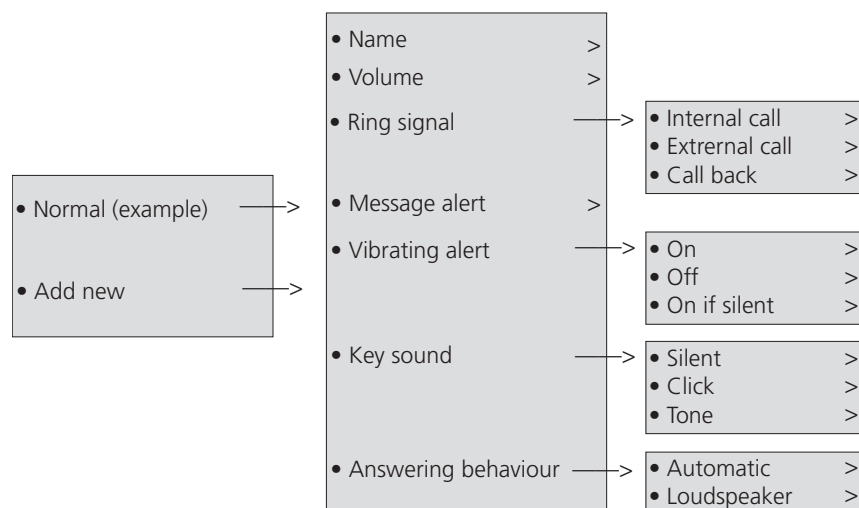 • Normal (example) >
• Add new >
• Name >
• Volume >
• Ring signal >
• Message alert >
• Vibrating alert >
• Key sound >
• Answering behaviour >
• Internal call >
• Extrernal call >
• Call back >
• On >
• Off >
• On if silent >
• Silent >
• Click >
• Tone >
• Automatic >
• Loudspeaker >